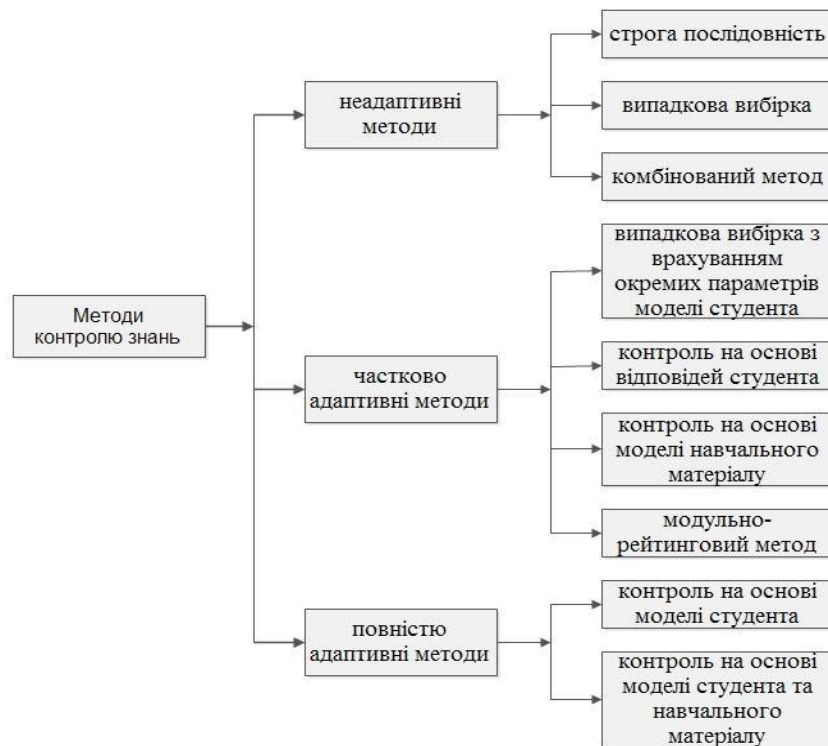 Методи
контролю знань
неадаптивні
методи
строга послідовність
випадкова вибірка
комбінований метод
частково
адаптивні методи
випадкова вибірка з
врахуванням
окремих параметрів
моделі студента
контроль на основі
відповідей студента
контроль на основі
моделі навчального
матеріалу
модульно-
рейтинговий метод
повністю
адаптивні методи
контроль на основі
моделі студента
контроль на основі
моделі студента та
навчального
матеріалу